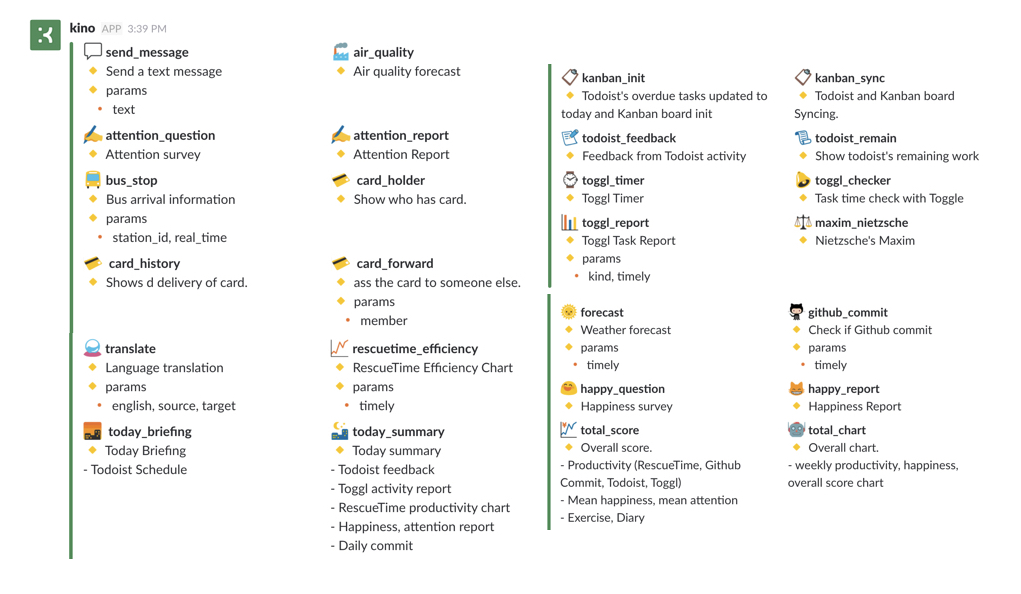 kino APP 3:39 PM
send_message
Send a text message
params
text
air_quality
Air quality forecast
attention_question
Attention survey
attention_report
Attention Report
bus_stop
Bus arrival information
params
station_id, real_time
card_holder
Show who has card.
card_history
Shows d delivery of card.
card_forward
ass the card to someone else.
params
member
translate
Language translation
params
english, source, target
rescuetime_efficiency
RescueTime Efficiency Chart
params
timely
today_briefing
Today Briefing
- Todoist Schedule
today_summary
Today summary
- Todoist feedback
- Toggl activity report
- RescueTime productivity chart
- Happiness, attention report
- Daily commit
kanban_init
Todoist's overdue tasks updated to
today and Kanban board init
kanban_sync
Todoist and Kanban board
Syncing.
todoist_feedback
Feedback from Todoist activity
todoist_remain
Show todoist's remaining work
toggl_timer
Toggl Timer
toggl_checker
Task time check with Toggle
toggl_report
Toggl Task Report
params
kind, timely
maxim_nietzsche
Nietzsche's Maxim
forecast
Weather forecast
params
timely
github_commit
Check if Github commit
params
timely
happy_question
Happiness survey
happy_report
Happiness Report
total_score
Overall score.
- Productivity (RescueTime, Github
Commit, Todoist, Toggl)
- Mean happiness, mean attention
- Exercise, Diary
total_chart
Overall chart.
- weekly productivity, happiness,
overall score chart